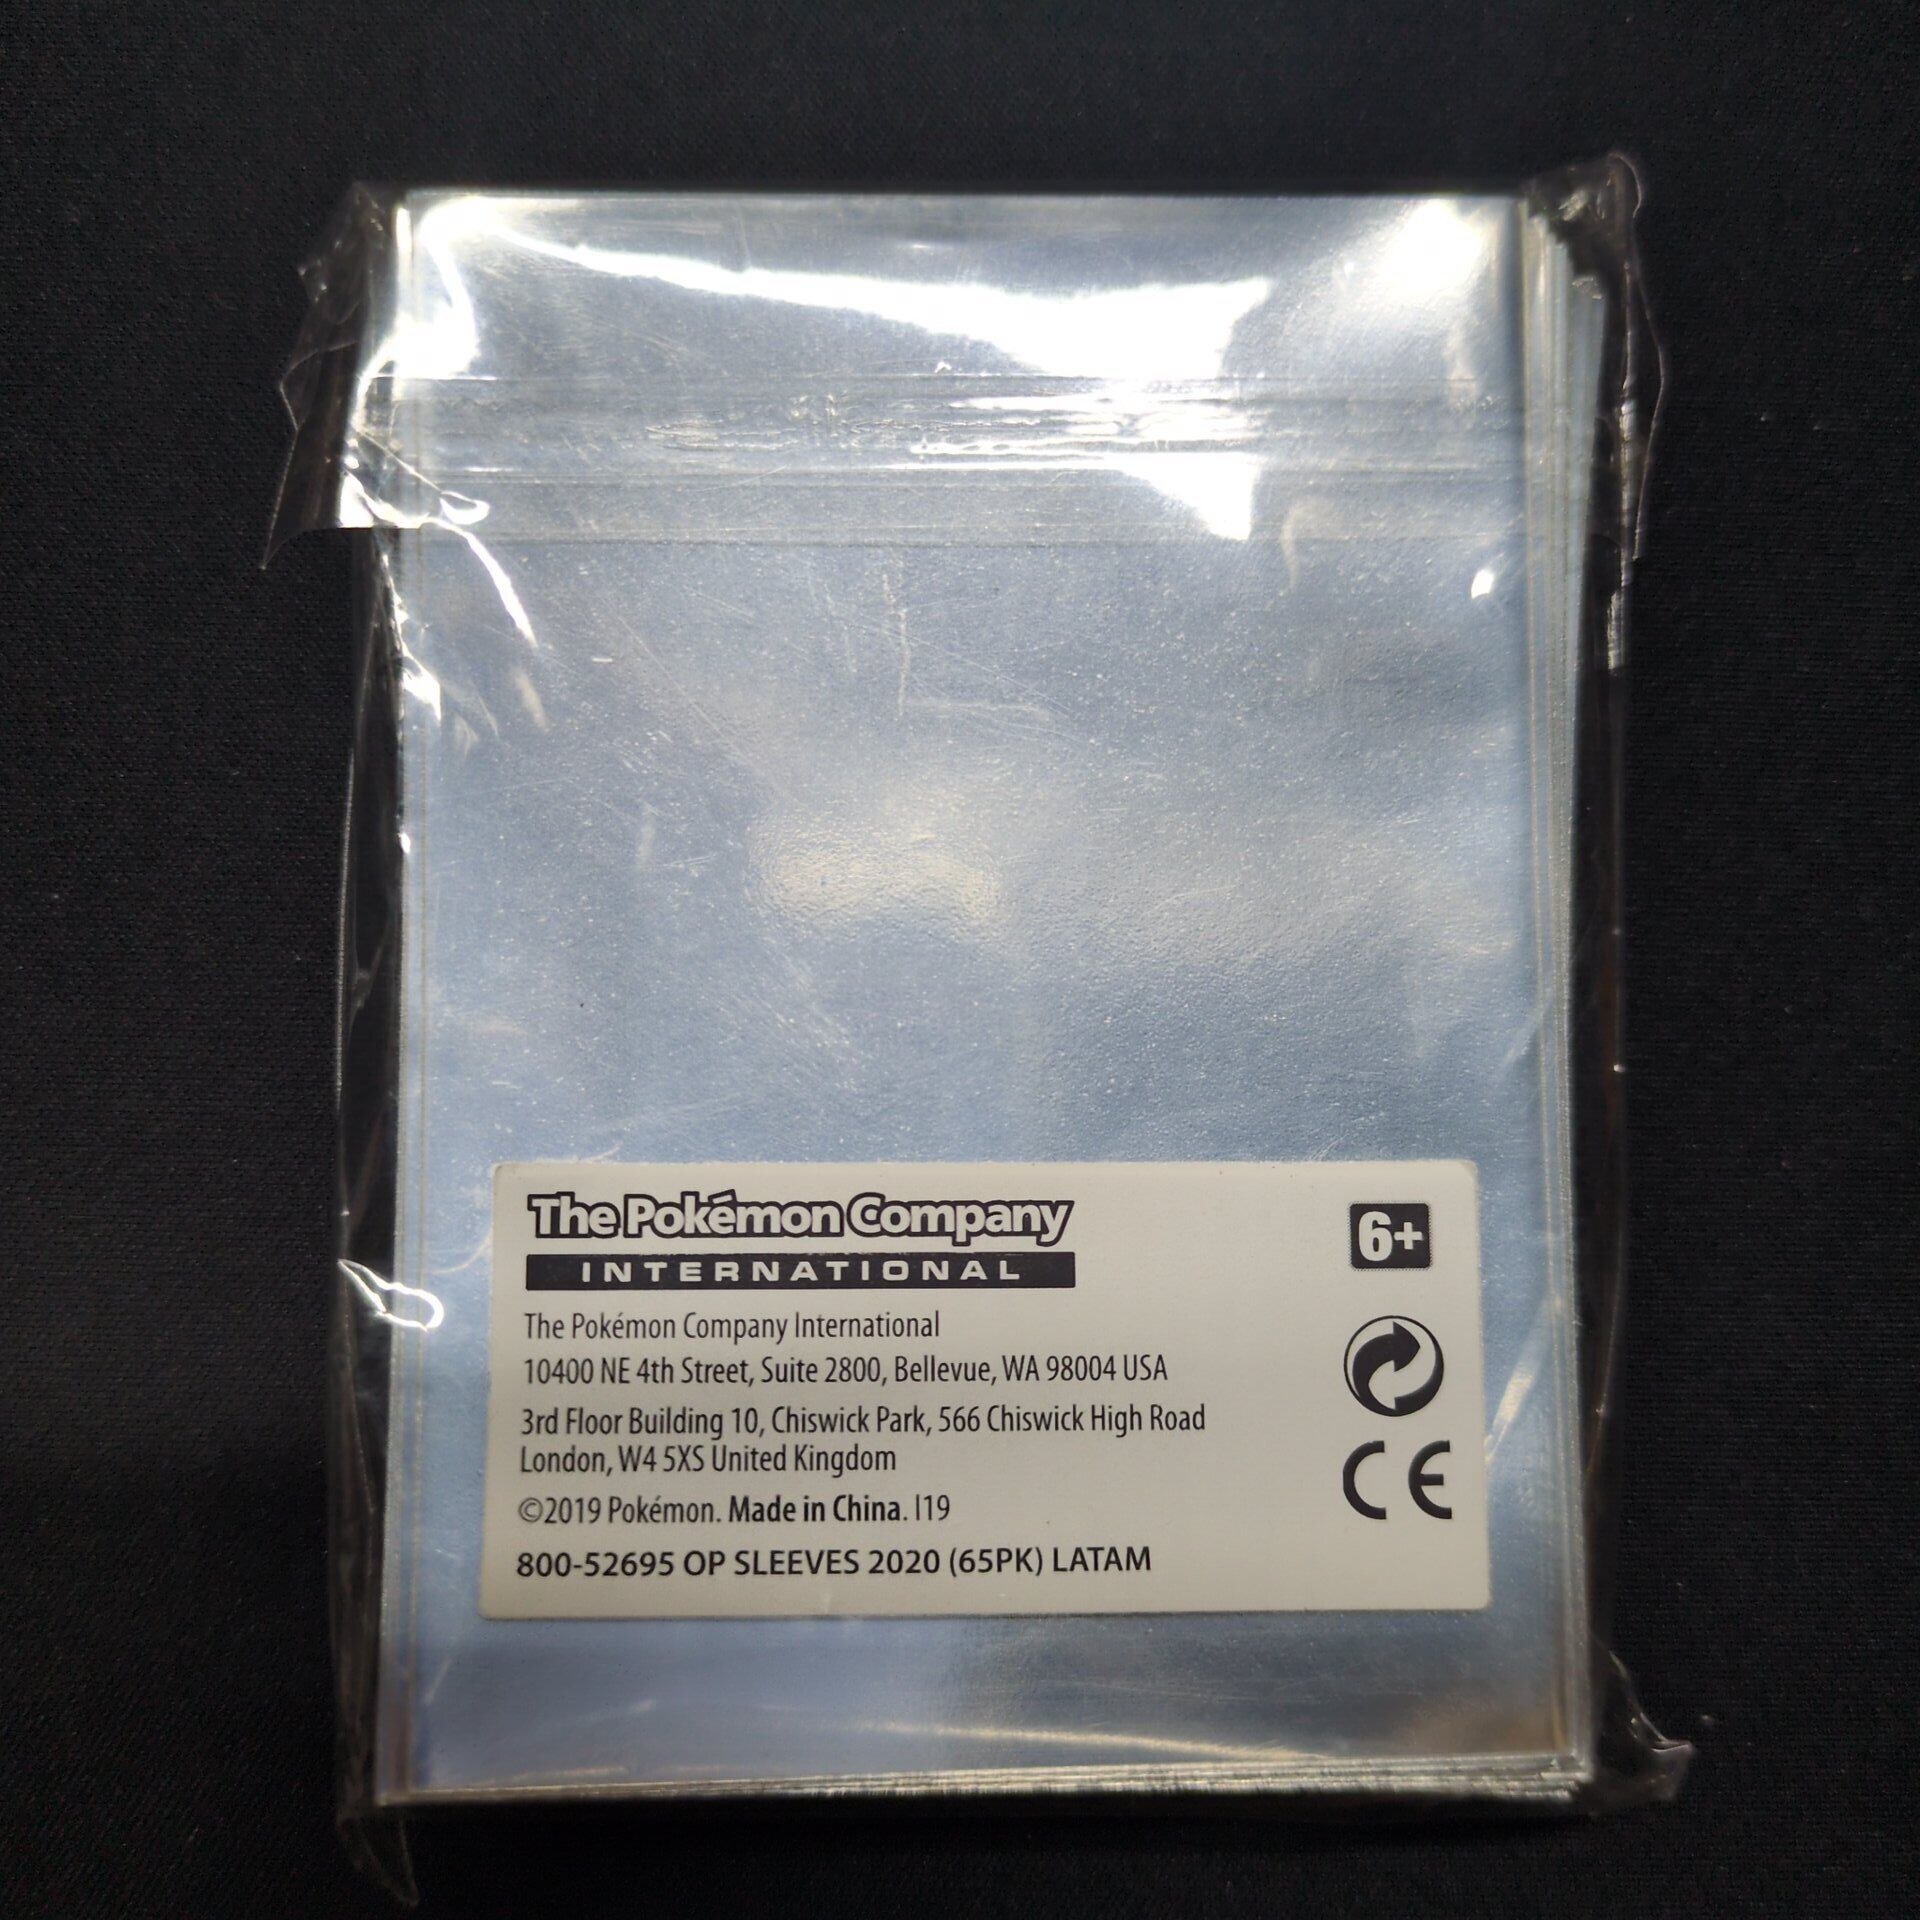 The Pokémon Company
INTERNATIONAL
6+
The Pokémon Company International
10400 NE 4th Street, Suite 2800, Bellevue, WA 98004 USA
3rd Floor Building 10, Chiswick Park, 566 Chiswick High Road
London, W4 5XS United Kingdom
©2019 Pokémon. Made in China. I19
800-52695 OP SLEEVES 2020 (65PK) LATAM
CE